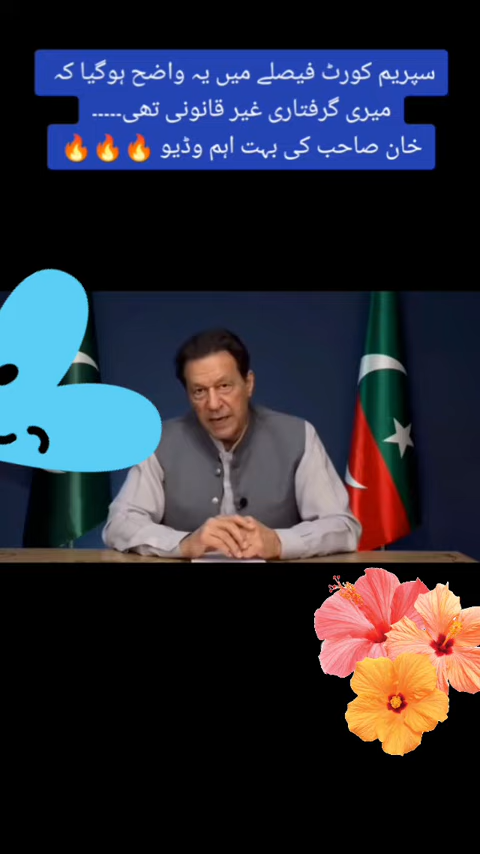 سپریم کورٹ فیصلے میں یہ واضح ہوگیا کہ
میری گرفتاری غیر قانونی تھی-----
خان صاحب کی بہت اہم وڈیو 🔥🔥🔥